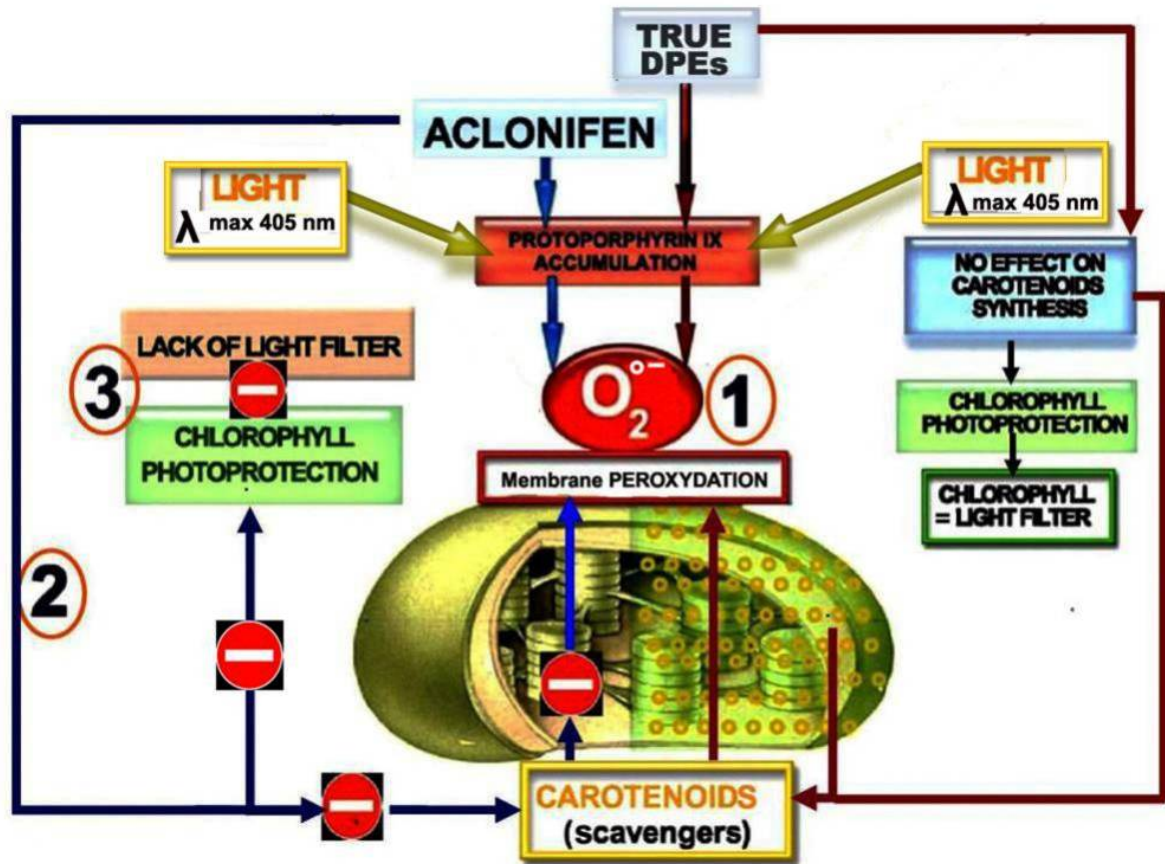 TRUE
DPEs
ACLONIFEN
LIGHT
λ max 405 nm
LIGHT
λ max 405 nm
PROTOPORPHYRIN IX
ACCUMULATION
NO EFFECT ON
CAROTENOIDS
SYNTHESIS
LACK OF LIGHT FILTER
3
CHLOROPHYLL
PHOTOPROTECTION
O₂°⁻
1
Membrane PEROXYDATION
CHLOROPHYLL
PHOTOPROTECTION
CHLOROPHYLL
= LIGHT FILTER
2
CAROTENOIDS
(scavengers)